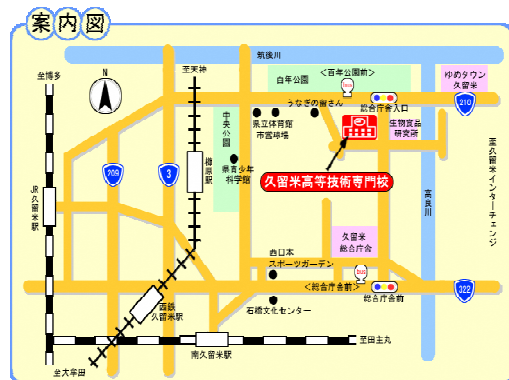 案内図
筑後川
至博多
N
至天神
百年公園
<百年公園前>
ゆめタウン
久留米
うなぎの宿さん
総合庁舎入口
210
中央公園
県立体育館
市営球場
生物食品
研究所
県青少年
科学館
209
3
櫛原駅
久留米高等技術専門校
JR久留米駅
高良川
至久留米インターチェンジ
久留米
総合庁舎
西日本
スポーツガーデン
<総合庁舎前>
総合庁舎前
322
西鉄
久留米駅
石橋文化センター
南久留米駅
至田主丸
至大牟田